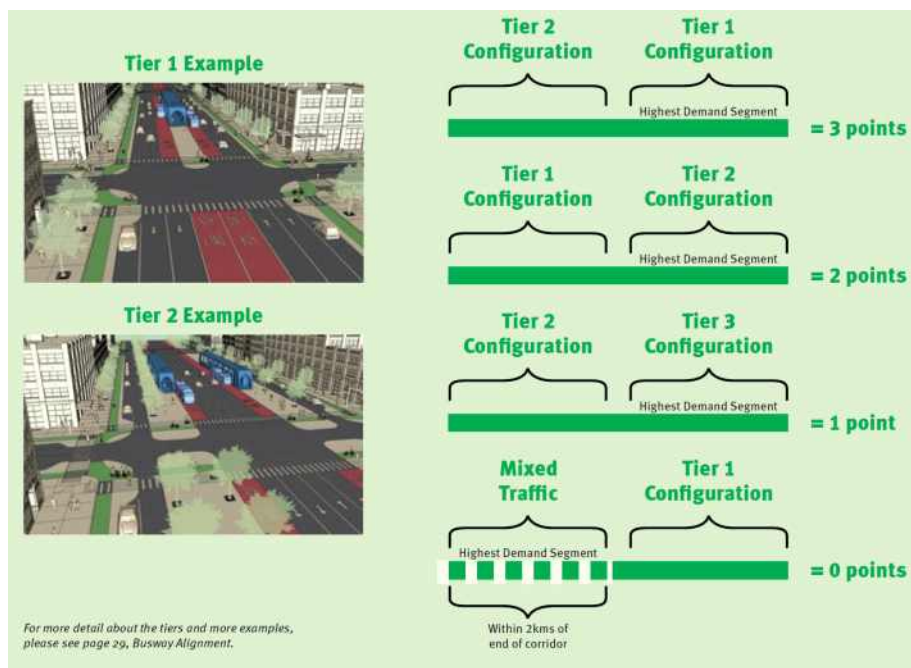 Tier 1 Example
Tier 2 Example
For more detail about the tiers and more examples,
please see page 29, Busway Alignment.
Tier 2
Configuration
Tier 1
Configuration
Highest Demand Segment
= 3 points
Tier 1
Configuration
Tier 2
Configuration
Highest Demand Segment
= 2 points
Tier 2
Configuration
Tier 3
Configuration
Highest Demand Segment
= 1 point
Mixed
Traffic
Tier 1
Configuration
Highest Demand Segment
= 0 points
Within 2kms of
end of corridor